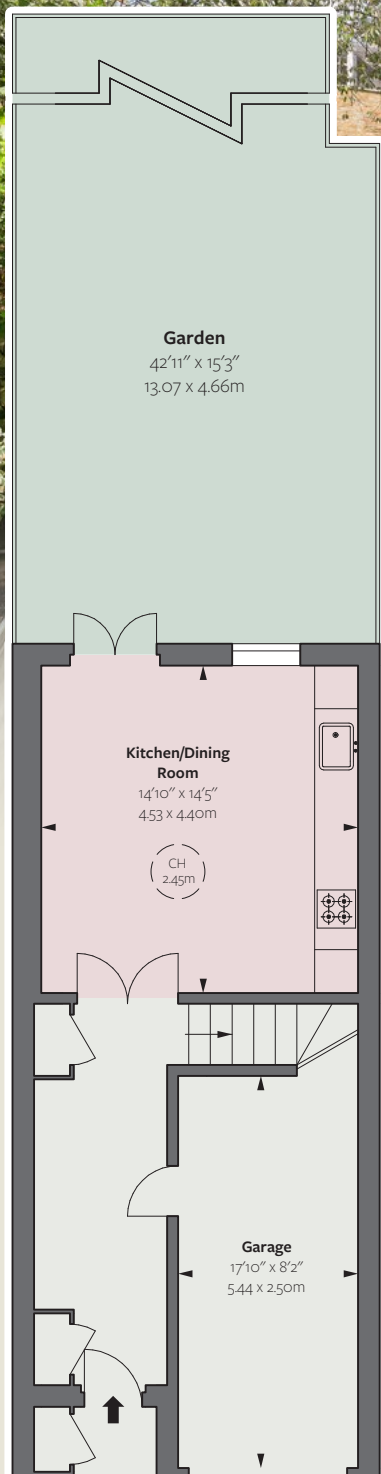 Garden
42'11" x 15'3"
13.07 x 4.66m
Kitchen/Dining
Room
14'10" x 14'5"
4.53 x 4.40m
CH
2.45m
Garage
17'10" x 8'2"
5.44 x 2.50m